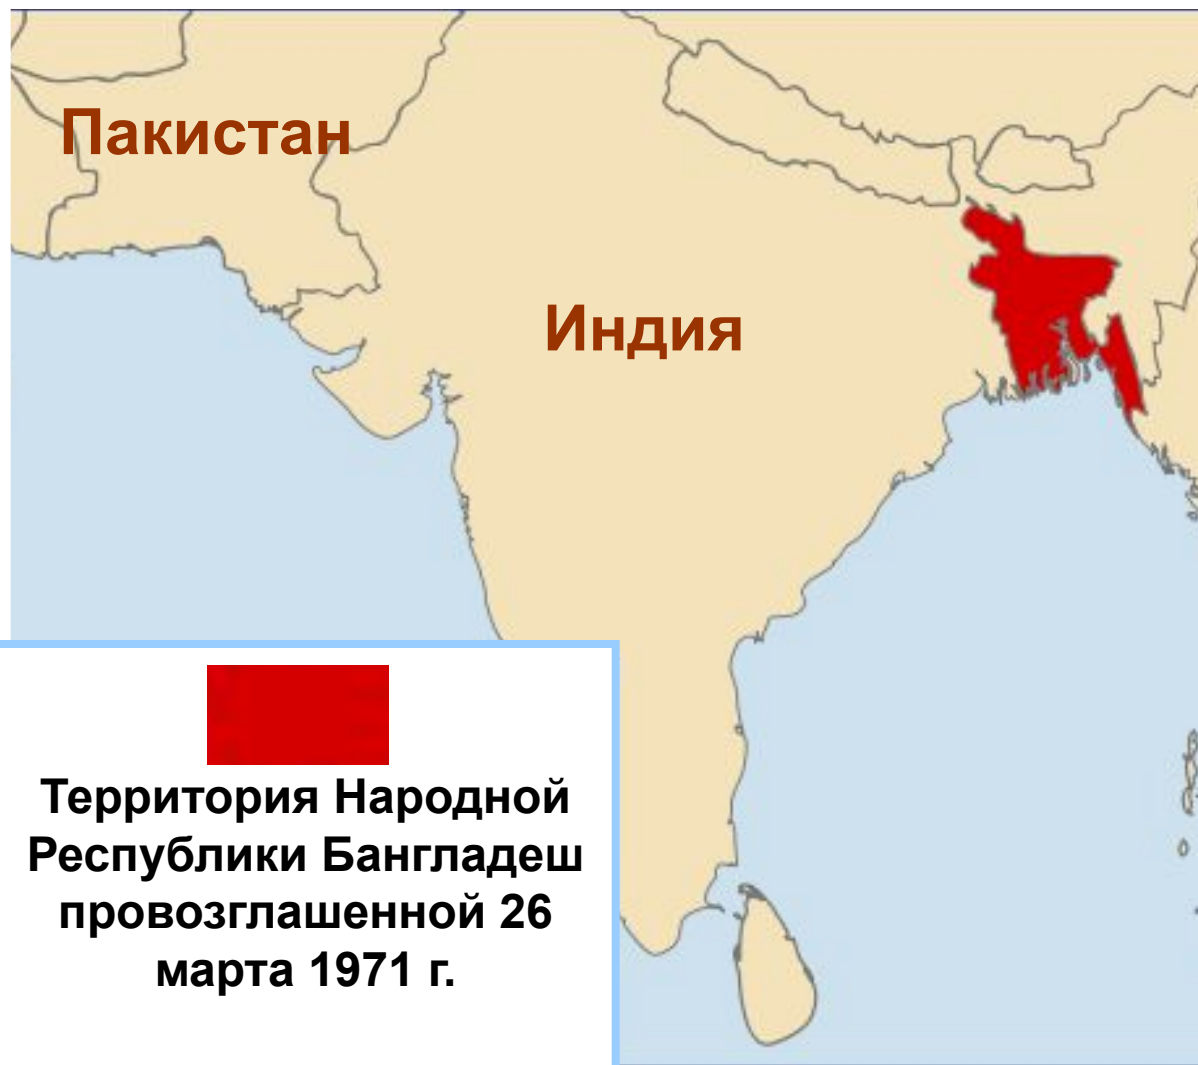 Пакистан
Индия
Территория Народной
Республики Бангладеш
провозглашенной 26
марта 1971 г.